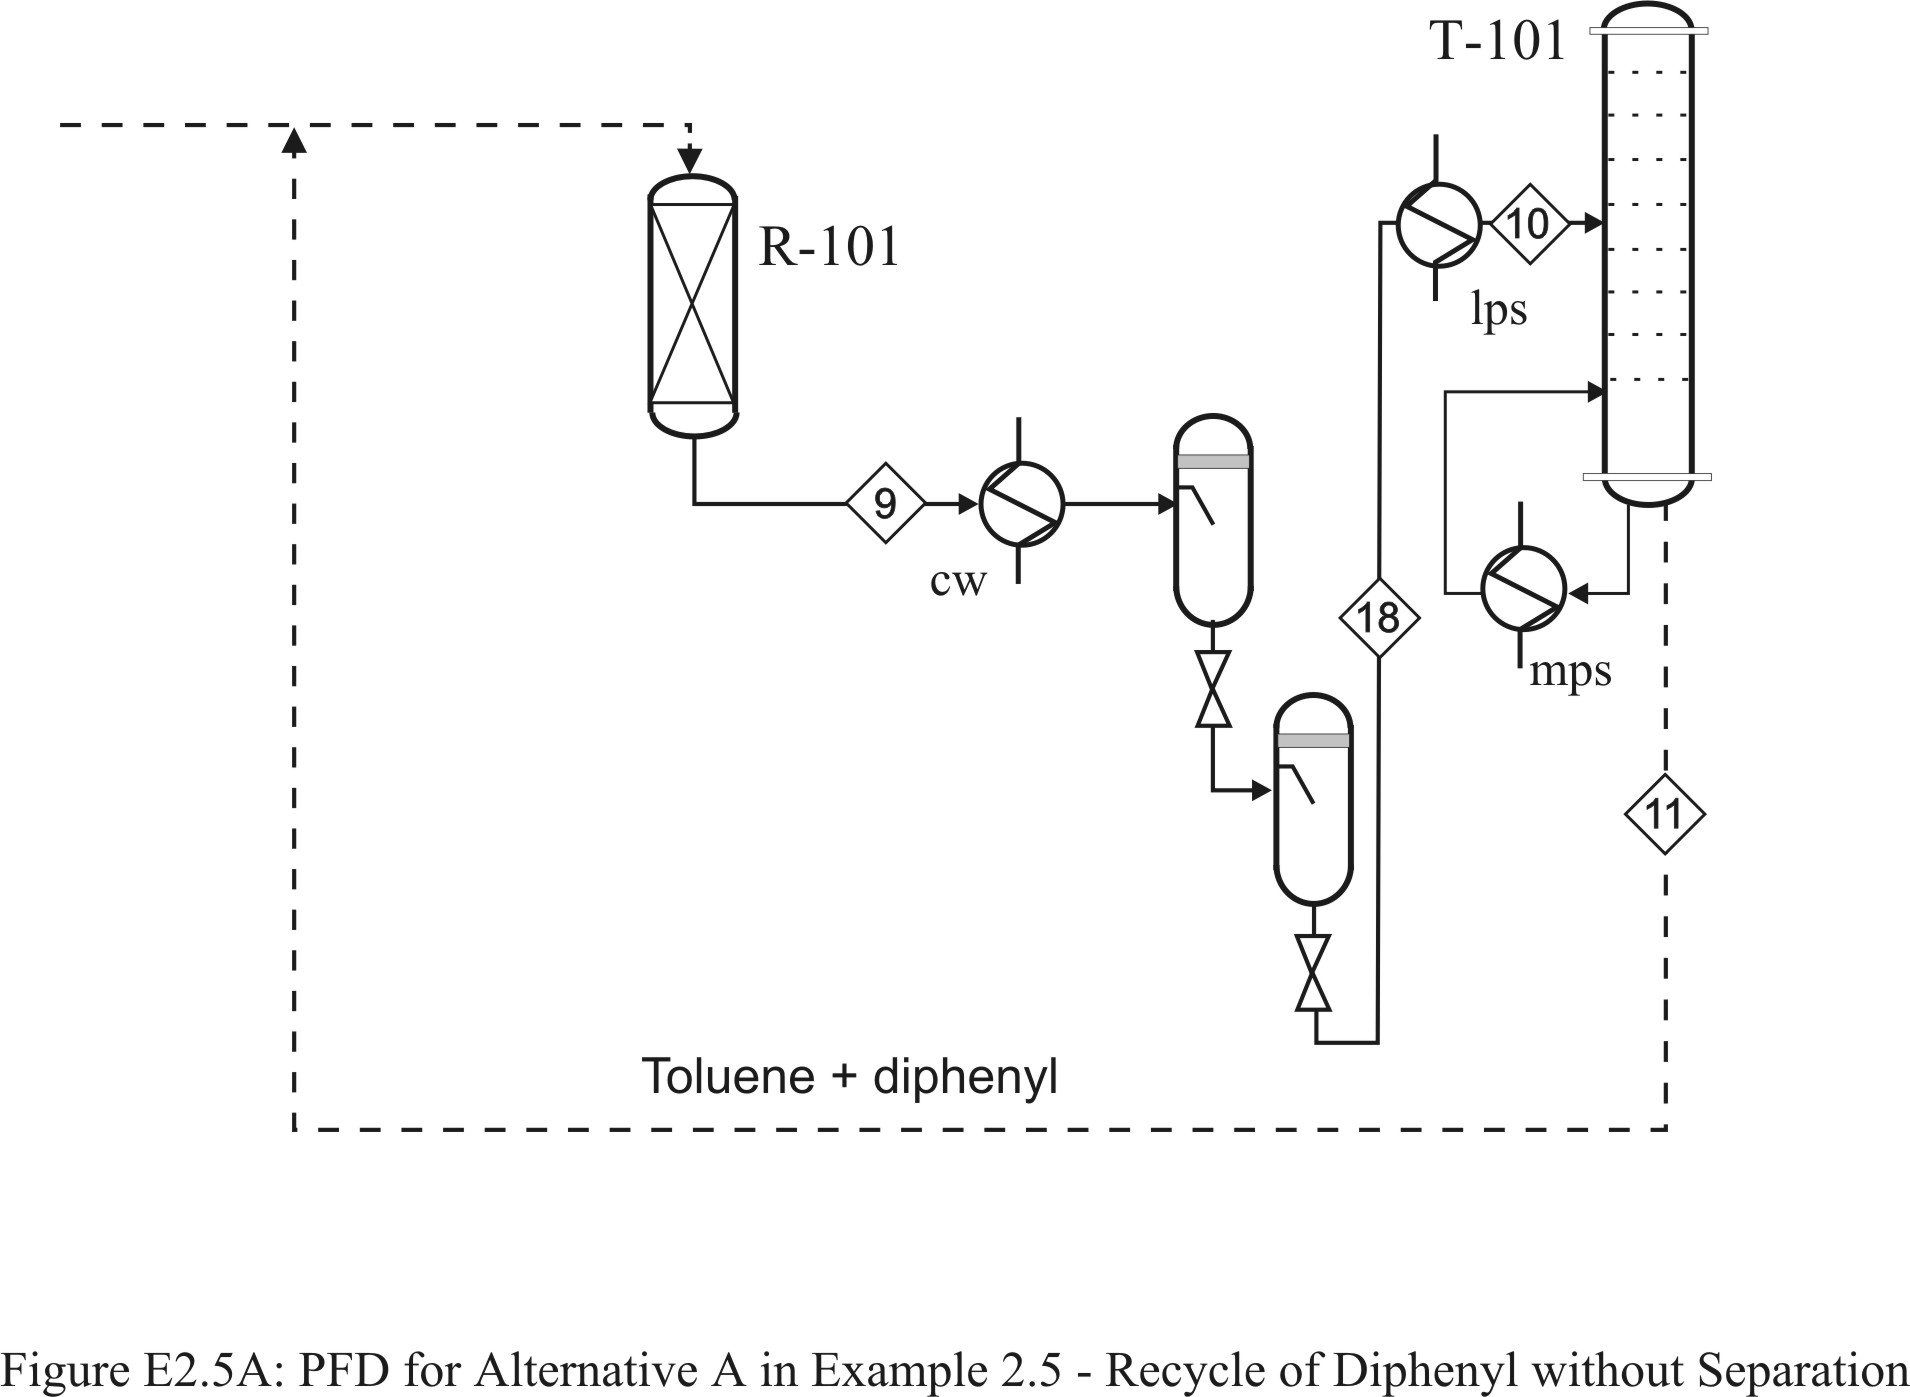 T-101
R-101
10
lps
9
cw
18
mps
11
Toluene + diphenyl
Figure E2.5A: PFD for Alternative A in Example 2.5 - Recycle of Diphenyl without Separation